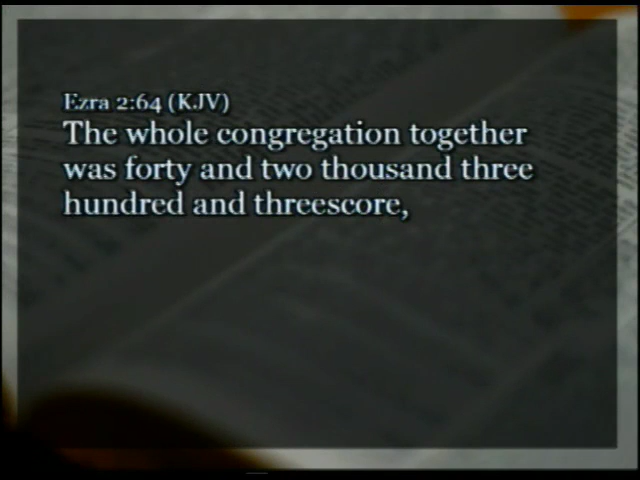 Ezra 2:64 (KJV)
The whole congregation together
was forty and two thousand three
hundred and threescore,